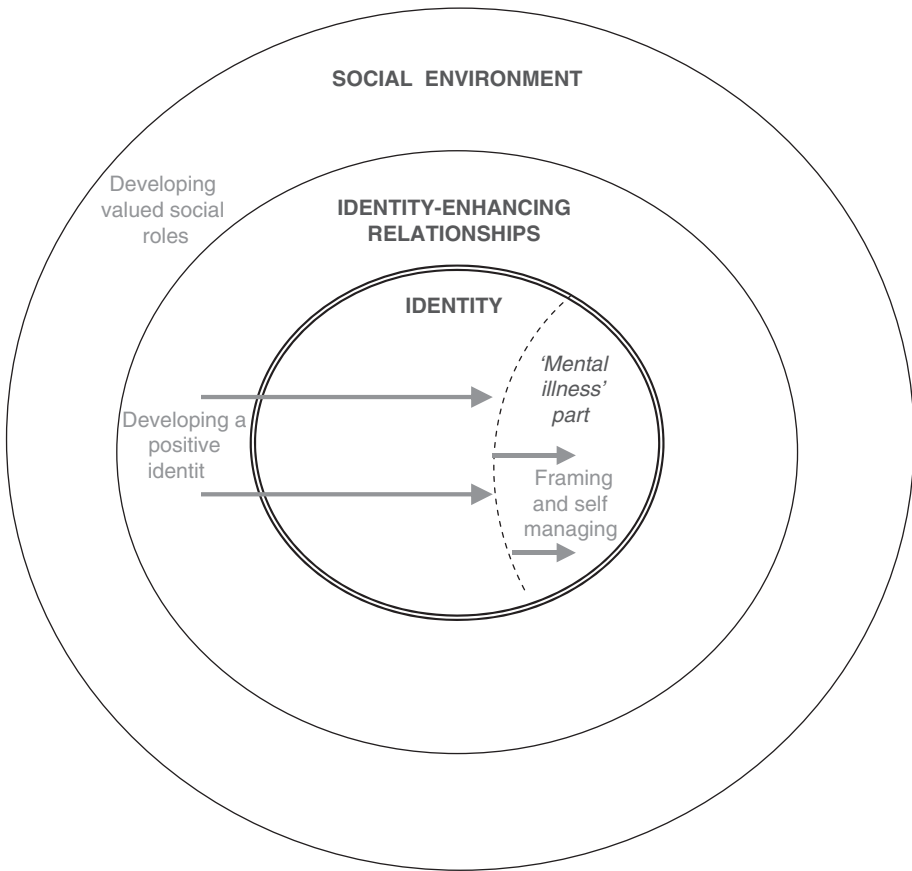 SOCIAL ENVIRONMENT
Developing
valued social
roles
IDENTITY-ENHANCING
RELATIONSHIPS
IDENTITY
‘Mental
illness’
part
Developing a
positive
identit
Framing
and self
managing